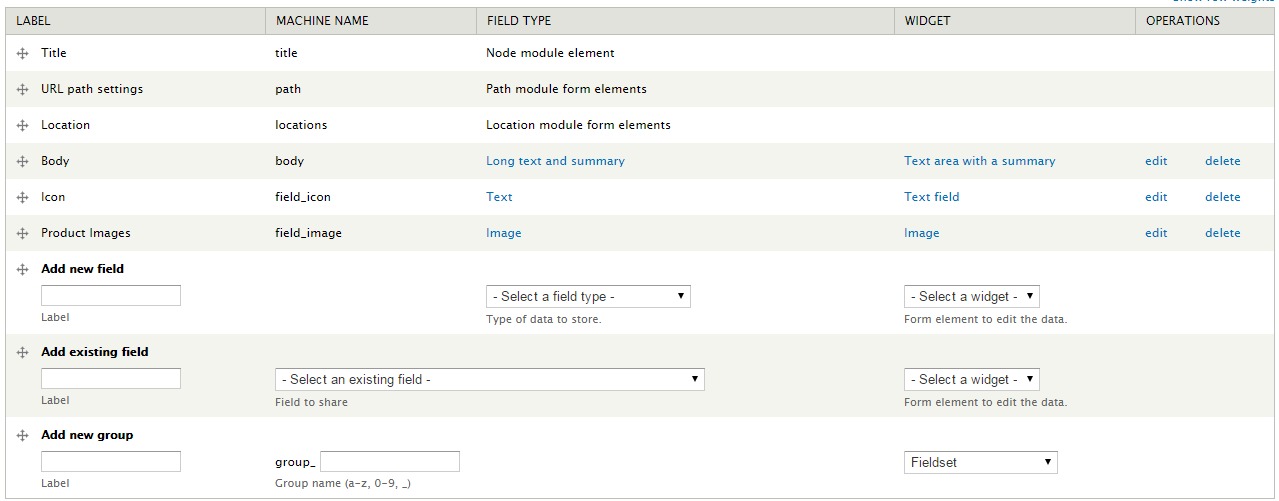 Show row weights
LABEL MACHINE NAME FIELD TYPE WIDGET OPERATIONS
Title title Node module element
URL path settings path Path module form elements
Location locations Location module form elements
Body body Long text and summary Text area with a summary edit delete
Icon field_icon Text Text field edit delete
Product Images field_image Image Image edit delete
Add new field
- Select a field type - - Select a widget -
Label Type of data to store. Form element to edit the data.
Add existing field
- Select an existing field - - Select a widget -
Label Field to share Form element to edit the data.
Add new group
group_ Fieldset
Label Group name (a-z, 0-9, _)